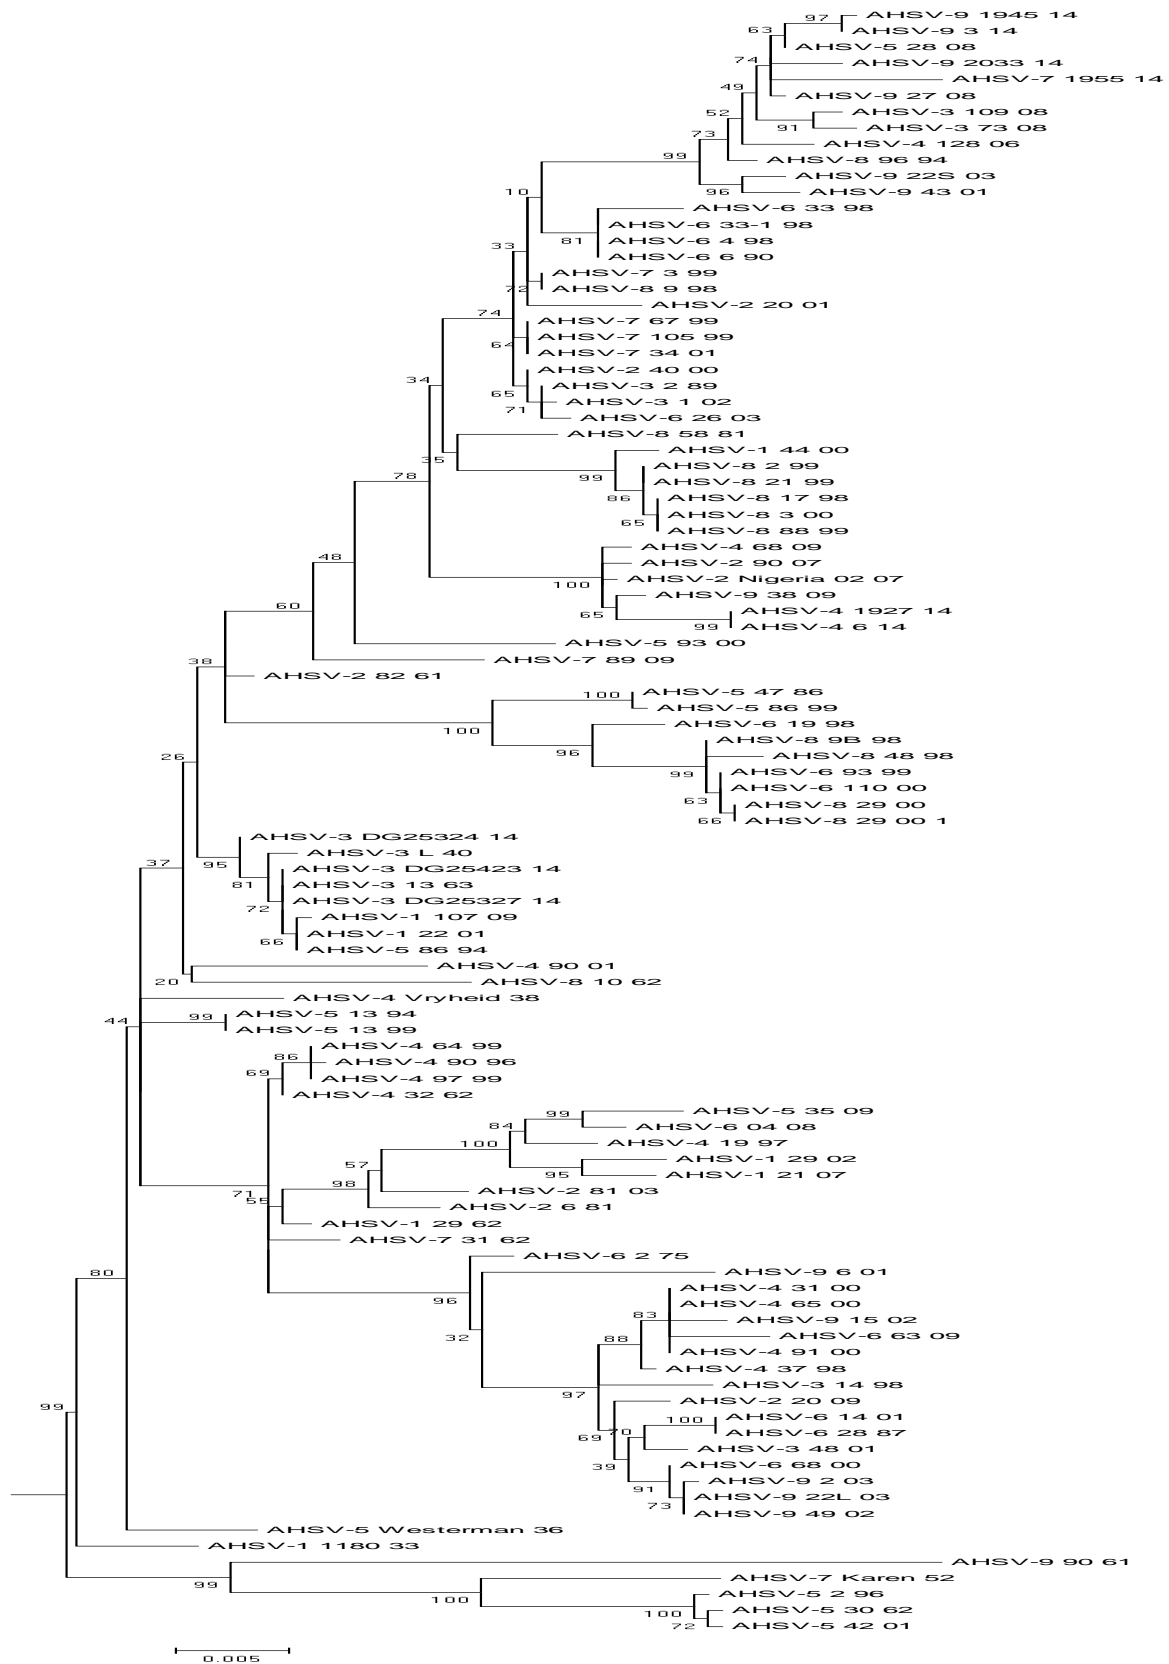 97 AHSV-9 1945 14
63 AHSV-9 3 14
AHSV-5 28 08
74 AHSV-9 2033 14
AHSV-7 1955 14
49 AHSV-9 27 08
52 AHSV-3 109 08
91 AHSV-3 73 08
73 AHSV-4 128 06
99 AHSV-8 96 94
AHSV-9 22S 03
10 96 AHSV-9 43 01
AHSV-6 33 98
AHSV-6 33-1 98
33 81 AHSV-6 4 98
AHSV-6 6 90
AHSV-7 3 99
72 AHSV-8 9 98
AHSV-2 20 01
74 AHSV-7 67 99
AHSV-7 105 99
64 AHSV-7 34 01
34 AHSV-2 40 00
65 AHSV-3 2 89
71 AHSV-3 1 02
AHSV-6 26 03
AHSV-8 58 81
35 AHSV-1 44 00
78 99 AHSV-8 2 99
AHSV-8 21 99
86 AHSV-8 17 98
65 AHSV-8 3 00
AHSV-8 88 99
48 AHSV-4 68 09
AHSV-2 90 07
100 AHSV-2 Nigeria 02 07
60 AHSV-9 38 09
65 AHSV-4 1927 14
99 AHSV-4 6 14
AHSV-5 93 00
38 AHSV-7 89 09
AHSV-2 82 61
100 AHSV-5 47 86
AHSV-5 86 99
100 AHSV-6 19 98
AHSV-8 9B 98
26 96 AHSV-8 48 98
99 AHSV-6 93 99
AHSV-6 110 00
63 AHSV-8 29 00
66 AHSV-8 29 00 1
AHSV-3 DG25324 14
AHSV-3 L 40
37 95 AHSV-3 DG25423 14
81 AHSV-3 13 63
72 AHSV-3 DG25327 14
AHSV-1 107 09
AHSV-1 22 01
66 AHSV-5 86 94
AHSV-4 90 01
20 AHSV-8 10 62
AHSV-4 Vryheid 38
44 99 AHSV-5 13 94
AHSV-5 13 99
AHSV-4 64 99
86 AHSV-4 90 96
69 AHSV-4 97 99
AHSV-4 32 62
99 AHSV-5 35 09
84 AHSV-6 04 08
100 AHSV-4 19 97
AHSV-1 29 02
57 95 AHSV-1 21 07
98 AHSV-2 81 03
71 55 AHSV-2 6 81
AHSV-1 29 62
AHSV-7 31 62
AHSV-6 2 75
80 AHSV-9 6 01
AHSV-4 31 00
96 AHSV-4 65 00
83 AHSV-9 15 02
32 88 AHSV-6 63 09
AHSV-4 91 00
AHSV-4 37 98
97 AHSV-3 14 98
99 AHSV-2 20 09
100 AHSV-6 14 01
69 70 AHSV-6 28 87
AHSV-3 48 01
39 AHSV-6 68 00
91 AHSV-9 2 03
AHSV-9 22L 03
73 AHSV-9 49 02
AHSV-5 Westerman 36
AHSV-1 1180 33
AHSV-9 90 61
99 AHSV-7 Karen 52
100 AHSV-5 2 96
100 AHSV-5 30 62
72 AHSV-5 42 01
0.005